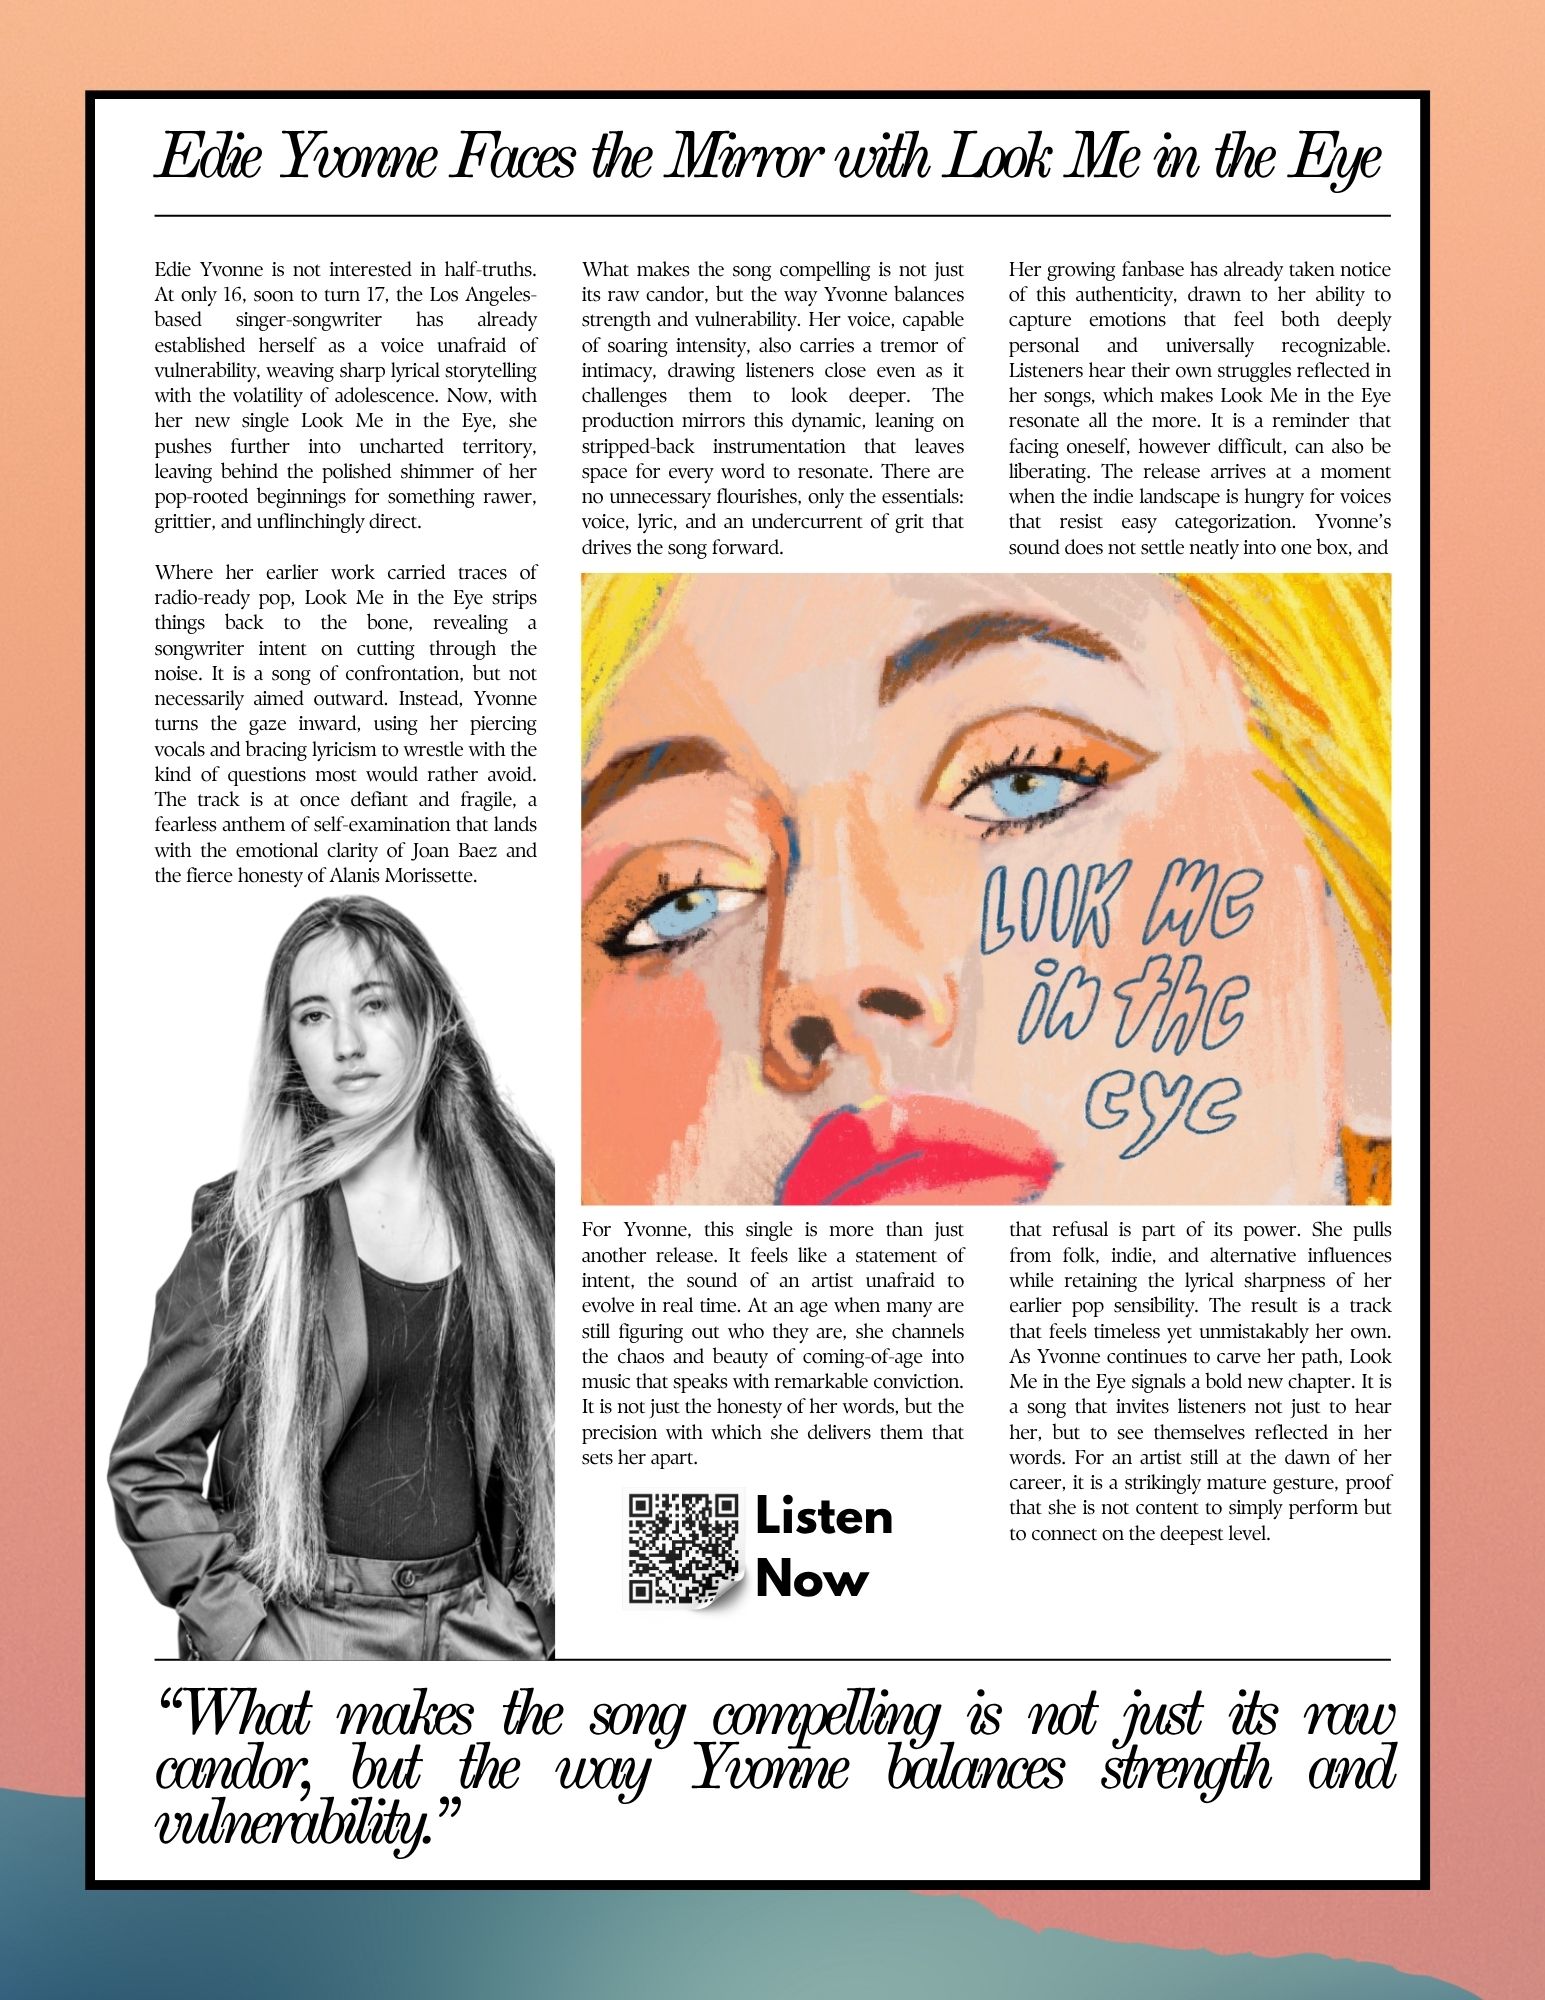 Edie Yvonne Faces the Mirror with Look Me in the Eye
Edie Yvonne is not interested in half-truths.
At only 16, soon to turn 17, the Los Angeles-
based singer-songwriter has already
established herself as a voice unafraid of
vulnerability, weaving sharp lyrical storytelling
with the volatility of adolescence. Now, with
her new single Look Me in the Eye, she
pushes further into uncharted territory,
leaving behind the polished shimmer of her
pop-rooted beginnings for something rawer,
grittier, and unflinchingly direct.
Where her earlier work carried traces of
radio-ready pop, Look Me in the Eye strips
things back to the bone, revealing a
songwriter intent on cutting through the
noise. It is a song of confrontation, but not
necessarily aimed outward. Instead, Yvonne
turns the gaze inward, using her piercing
vocals and bracing lyricism to wrestle with the
kind of questions most would rather avoid.
The track is at once defiant and fragile, a
fearless anthem of self-examination that lands
with the emotional clarity of Joan Baez and
the fierce honesty of Alanis Morissette.
What makes the song compelling is not just
its raw candor, but the way Yvonne balances
strength and vulnerability. Her voice, capable
of soaring intensity, also carries a tremor of
intimacy, drawing listeners close even as it
challenges them to look deeper. The
production mirrors this dynamic, leaning on
stripped-back instrumentation that leaves
space for every word to resonate. There are
no unnecessary flourishes, only the essentials:
voice, lyric, and an undercurrent of grit that
drives the song forward.
For Yvonne, this single is more than just
another release. It feels like a statement of
intent, the sound of an artist unafraid to
evolve in real time. At an age when many are
still figuring out who they are, she channels
the chaos and beauty of coming-of-age into
music that speaks with remarkable conviction.
It is not just the honesty of her words, but the
precision with which she delivers them that
sets her apart.
Her growing fanbase has already taken notice
of this authenticity, drawn to her ability to
capture emotions that feel both deeply
personal and universally recognizable.
Listeners hear their own struggles reflected in
her songs, which makes Look Me in the Eye
resonate all the more. It is a reminder that
facing oneself, however difficult, can also be
liberating. The release arrives at a moment
when the indie landscape is hungry for voices
that resist easy categorization. Yvonne's
sound does not settle neatly into one box, and
that refusal is part of its power. She pulls
from folk, indie, and alternative influences
while retaining the lyrical sharpness of her
earlier pop sensibility. The result is a track
that feels timeless yet unmistakably her own.
As Yvonne continues to carve her path, Look
Me in the Eye signals a bold new chapter. It is
a song that invites listeners not just to hear
her, but to see themselves reflected in her
words. For an artist still at the dawn of her
career, it is a strikingly mature gesture, proof
that she is not content to simply perform but
to connect on the deepest level.
LOOK Me
in the
eye
Listen
Now
“What makes the song compelling is not just its raw
candor, but the way Yvonne balances strength and
vulnerability.”